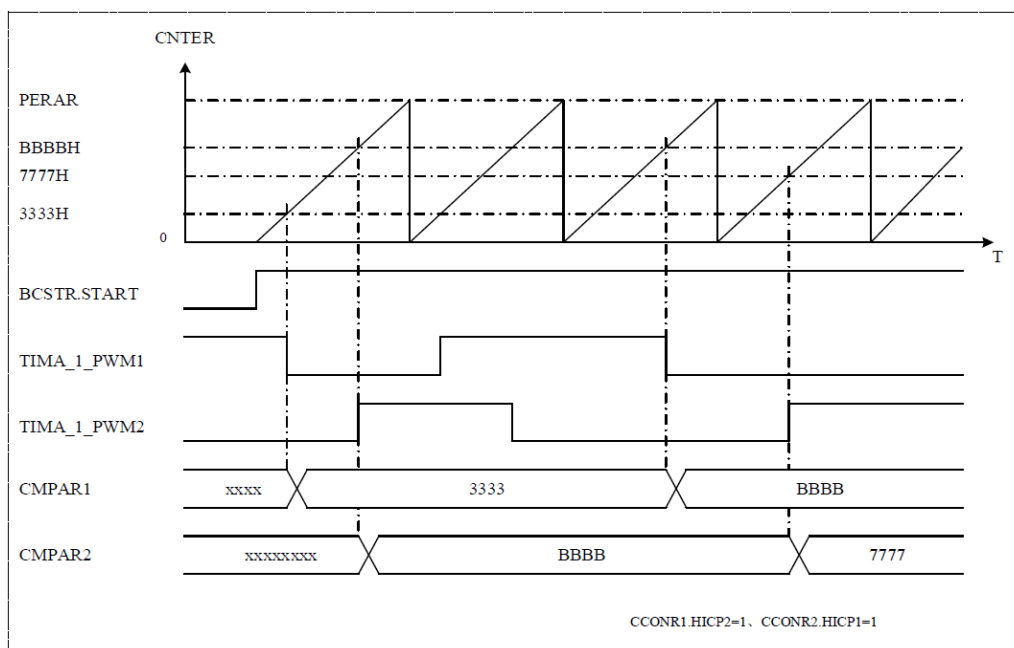 CNTER
PERAR
BBBBH
7777H
3333H
0
T
BCSTR.START
TIMA_1_PWM1
TIMA_1_PWM2
CMPAR1 xxxx 3333 BBBB
CMPAR2 xxxxxxxx BBBB 7777
CCONR1.HICP2=1、CCONR2.HICP1=1